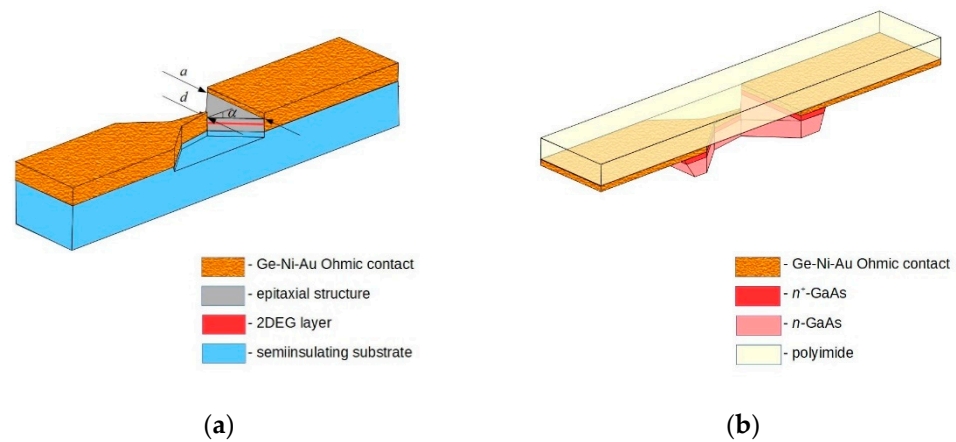 a
d
α
- Ge-Ni-Au Ohmic contact
- epitaxial structure
- 2DEG layer
- semiinsulating substrate
(a)
- Ge-Ni-Au Ohmic contact
- n⁺-GaAs
- n-GaAs
- polyimide
(b)